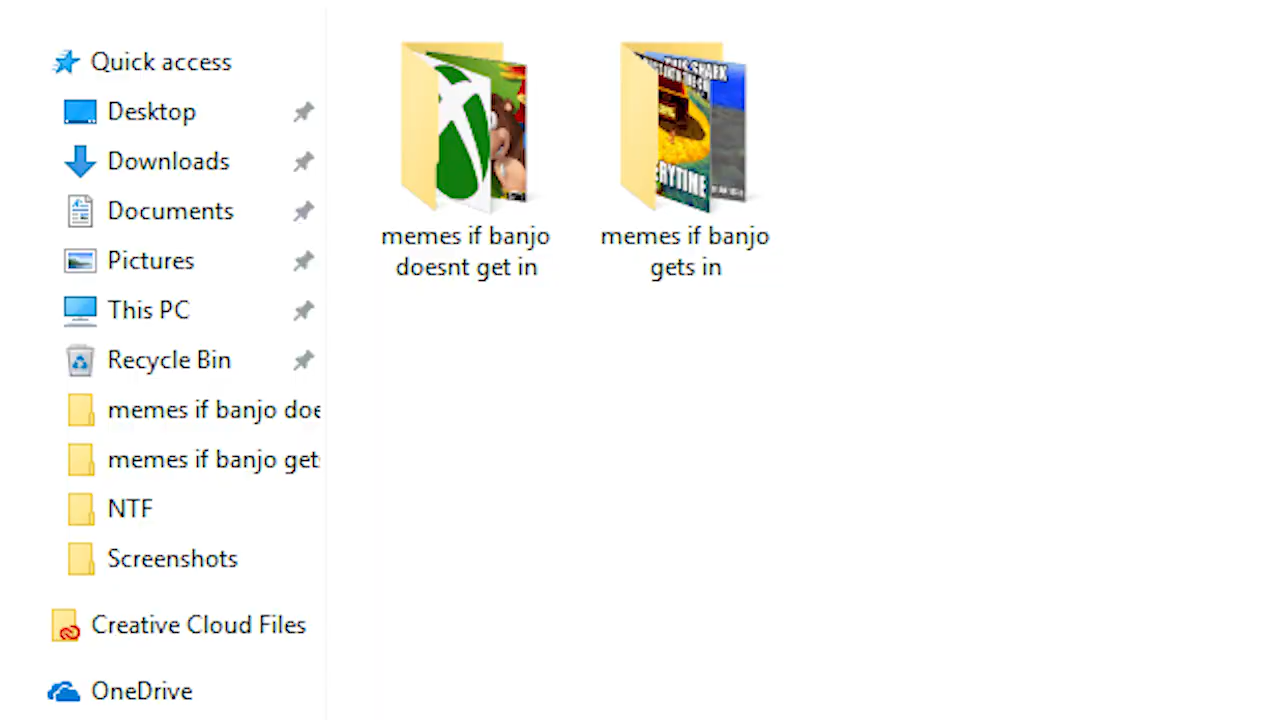 Quick access
Desktop
Downloads
Documents
Pictures
This PC
Recycle Bin
memes if banjo doe
memes if banjo get
NTF
Screenshots
Creative Cloud Files
OneDrive
memes if banjo
doesnt get in
memes if banjo
gets in